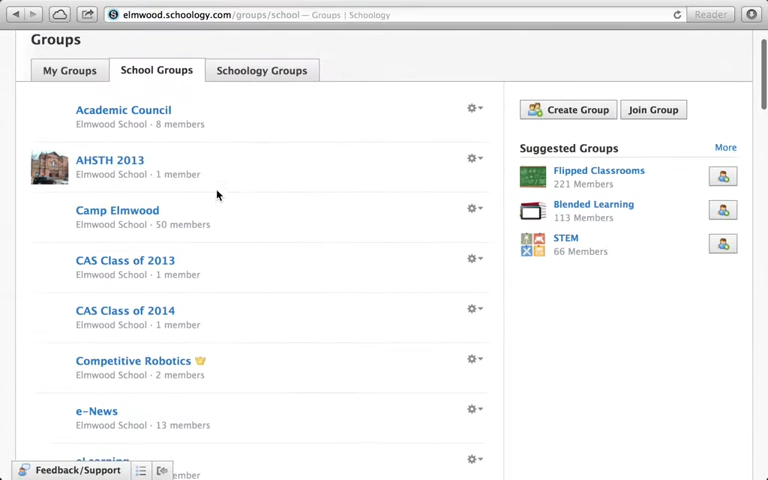 elmwood.schoology.com/groups/school — Groups | Schoology
Reader
Groups
My Groups
School Groups
Schoology Groups
Academic Council
Elmwood School · 8 members
AHSTH 2013
Elmwood School · 1 member
Camp Elmwood
Elmwood School · 50 members
CAS Class of 2013
Elmwood School · 1 member
CAS Class of 2014
Elmwood School · 1 member
Competitive Robotics
Elmwood School · 2 members
e-News
Elmwood School · 13 members
eLearning
ember
Create Group
Join Group
Suggested Groups
More
Flipped Classrooms
221 Members
Blended Learning
113 Members
STEM
66 Members
Feedback/Support